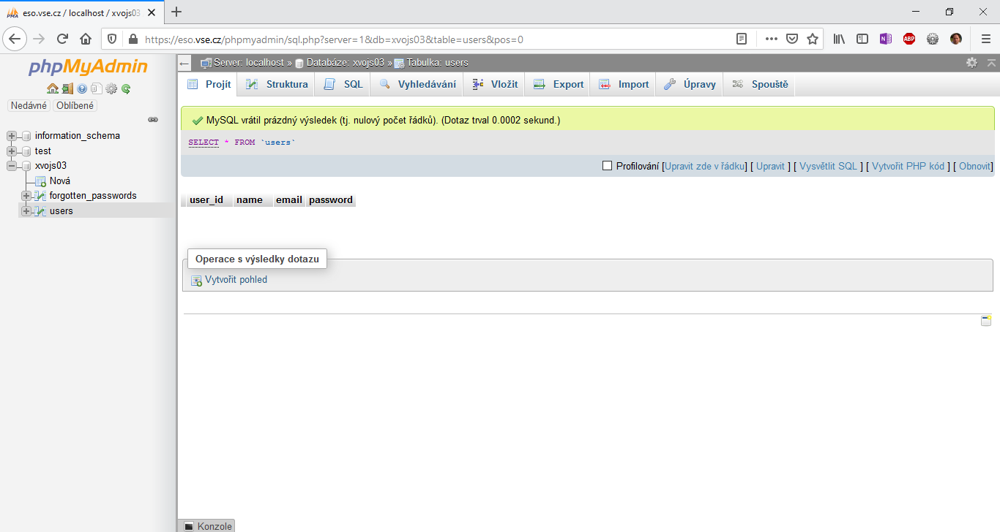 eso.vse.cz / localhost / xvojs03
https://eso.vse.cz/phpmyadmin/sql.php?server=1&db=xvojs03&table=users&pos=0
N
ABP
phpMyAdmin
Nedávné Oblíbené
information_schema
test
xvojs03
Nová
forgotten_passwords
users
Server: localhost » Databáze: xvojs03 » Tabulka: users
Projít Struktura SQL Vyhledávání Vložit Export Import Úpravy Spouště
MySQL vrátil prázdný výsledek (tj. nulový počet řádků). (Dotaz trval 0.0002 sekund.)
SELECT * FROM `users`
Profilování [Upravit zde v řádku] [ Upravit ] [ Vysvětlit SQL ] [ Vytvořit PHP kód ] [ Obnovit]
user_id name email password
Operace s výsledky dotazu
Vytvořit pohled
Konzole